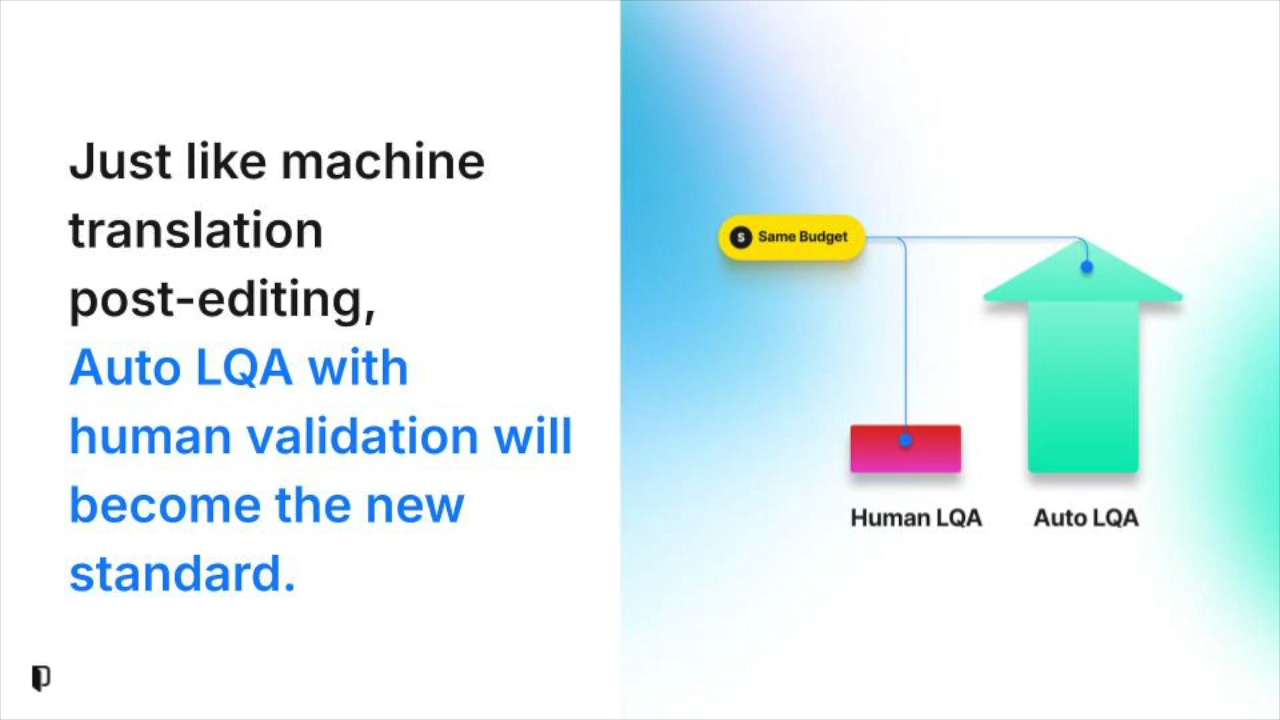 Just like machine
translation
post-editing,
Auto LQA with
human validation will
become the new
standard.
S Same Budget
Human LQA
Auto LQA